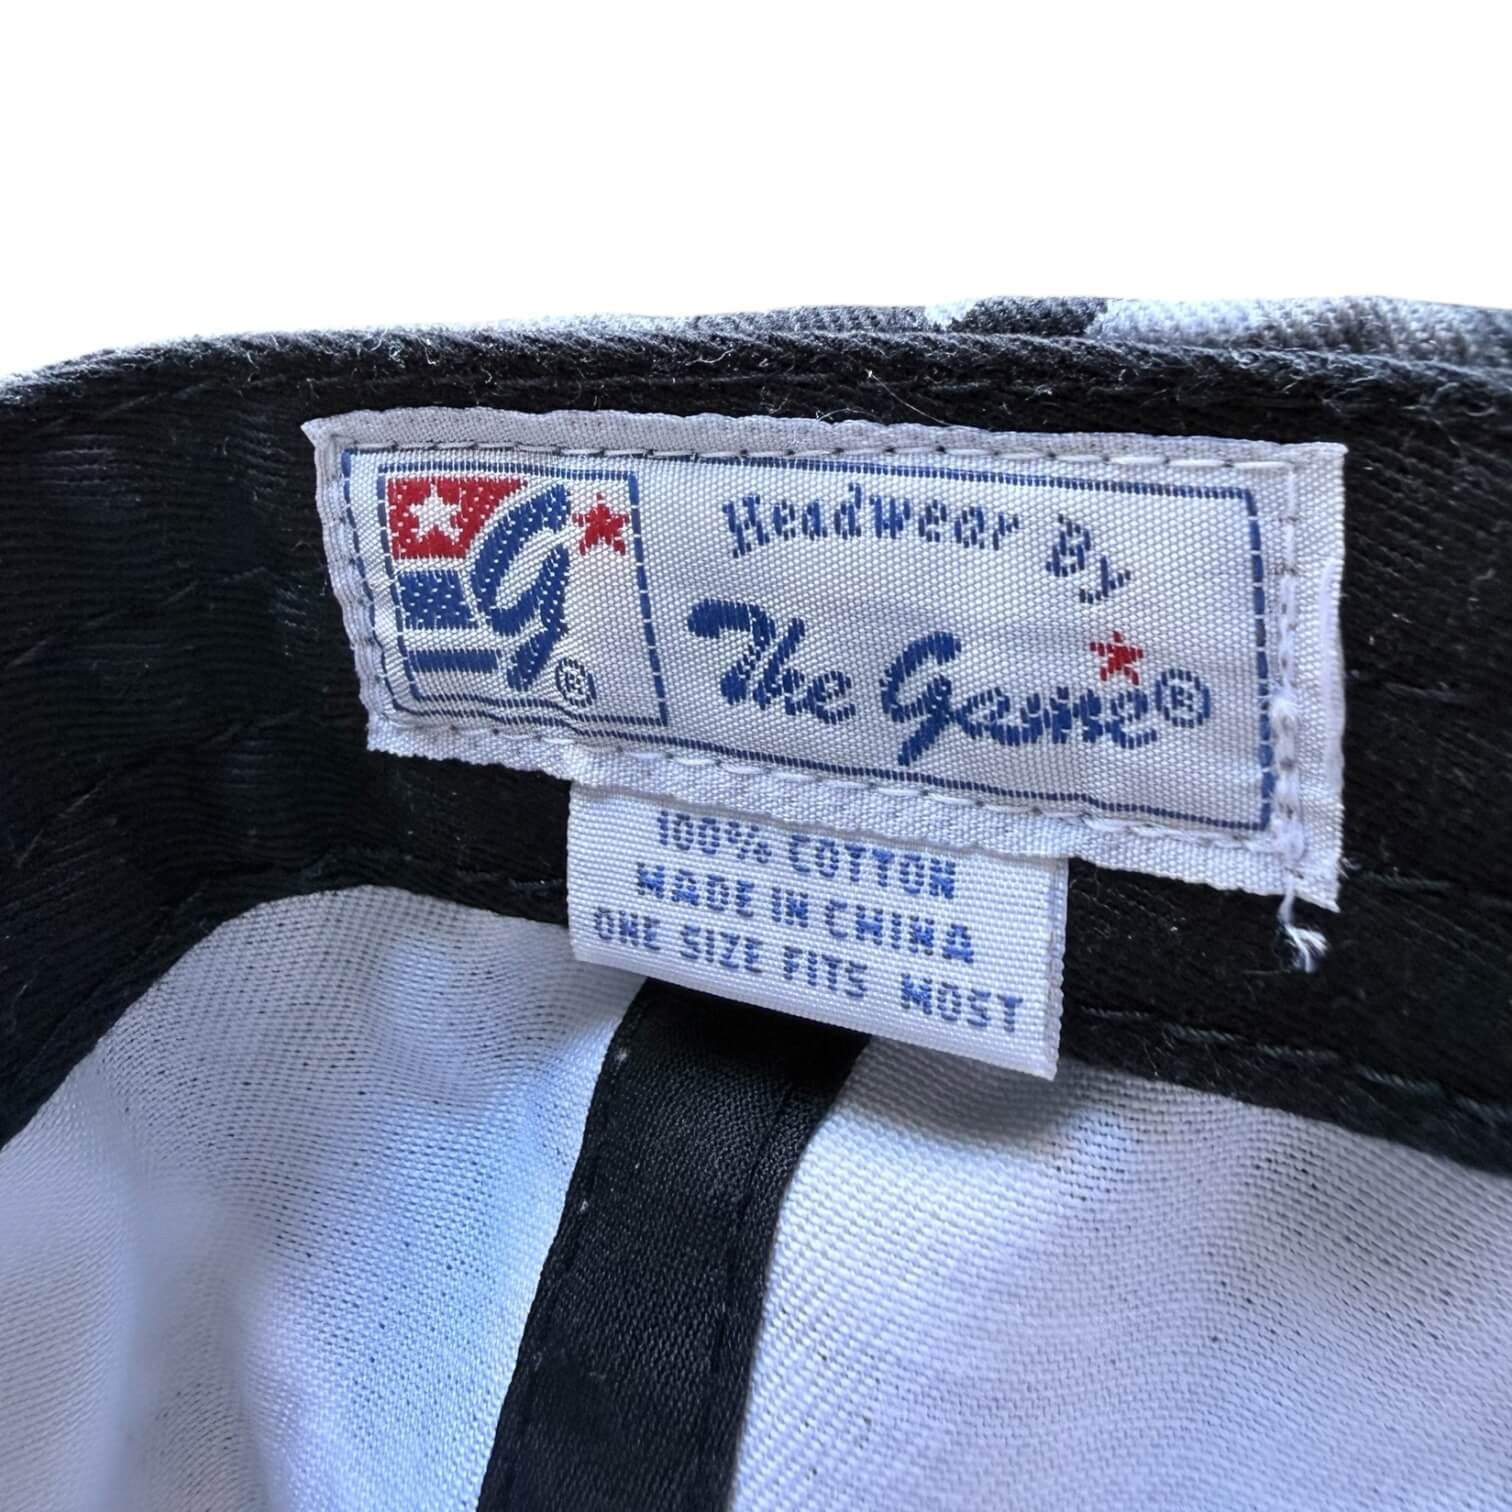 G®
Headwear By
The Game®
100% COTTON
MADE IN CHINA
ONE SIZE FITS MOST